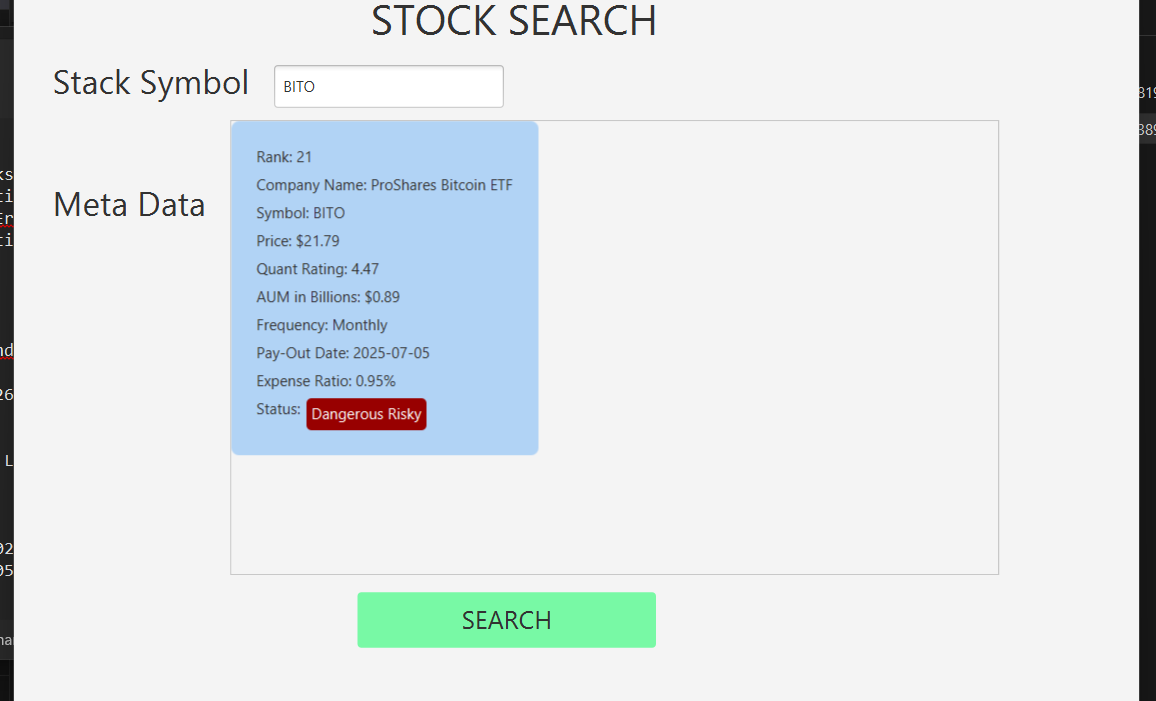 STOCK SEARCH
Stack Symbol
BITO
Meta Data
Rank: 21
Company Name: ProShares Bitcoin ETF
Symbol: BITO
Price: $21.79
Quant Rating: 4.47
AUM in Billions: $0.89
Frequency: Monthly
Pay-Out Date: 2025-07-05
Expense Ratio: 0.95%
Status: Dangerous Risky
SEARCH